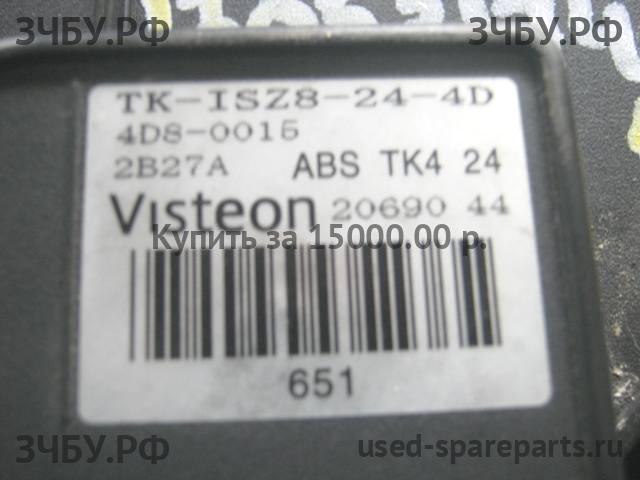 ЗЧБУ.РФ
ЗЧБУ.РФ
TK-ISZ8-24-4D
4DS-0015
2B27A ABS TK4 24
Visteon 20690 44
Купить за 15000.00 р.
651
ЗЧБУ.РФ
used-spareparts.ru